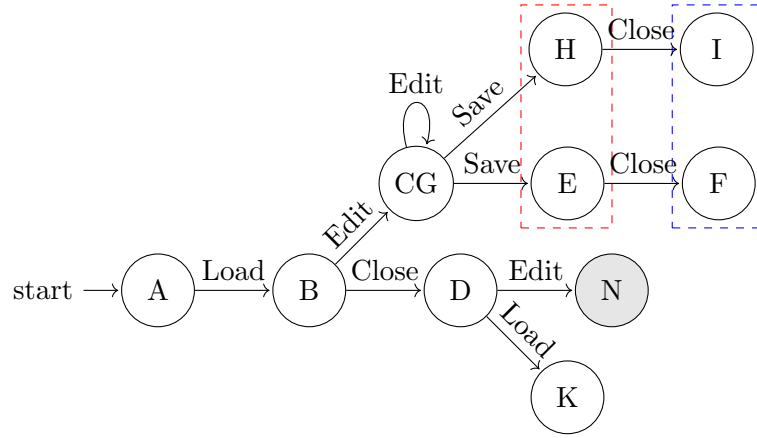 H
Close
I
Edit
Save
CG
Save
E
Close
F
Edit
start
A
Load
B
Close
D
Edit
N
Load
K